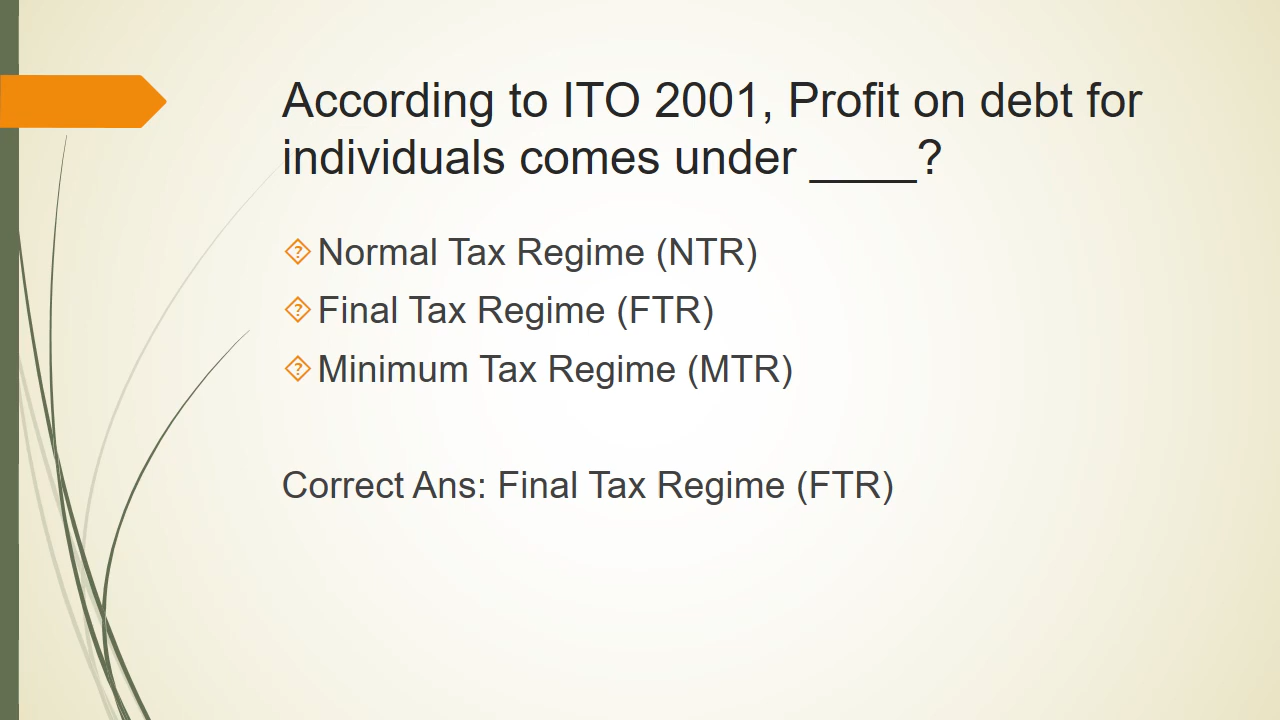 According to ITO 2001, Profit on debt for
individuals comes under ____?
Normal Tax Regime (NTR)
Final Tax Regime (FTR)
Minimum Tax Regime (MTR)
Correct Ans: Final Tax Regime (FTR)